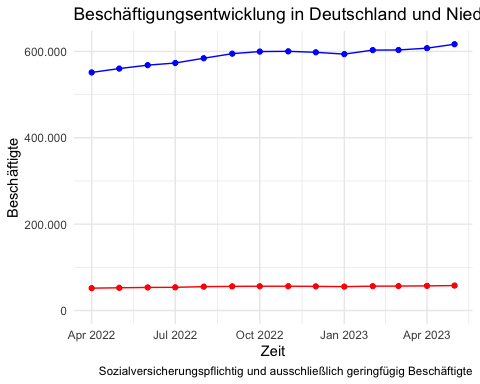 Beschäftigungsentwicklung in Deutschland und Nied
600.000
400.000
200.000
0
Beschäftigte
Apr 2022 Jul 2022 Oct 2022 Jan 2023 Apr 2023
Zeit
Sozialversicherungspflichtig und ausschließlich geringfügig Beschäftigte